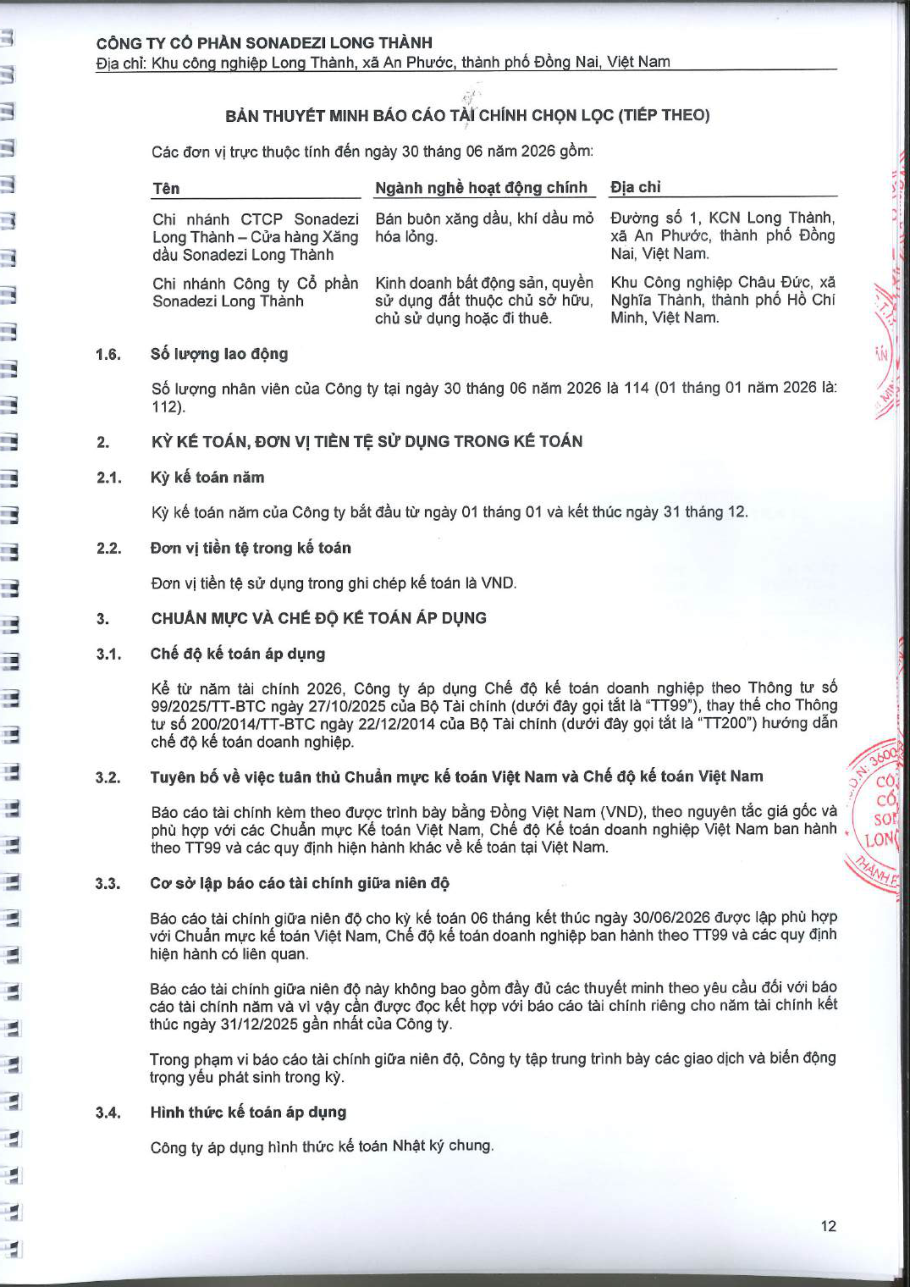 CÔNG TY CỔ PHẦN SONADEZI LONG THÀNH
Địa chỉ: Khu công nghiệp Long Thành, xã An Phước, thành phố Đồng Nai, Việt Nam
BẢN THUYẾT MINH BÁO CÁO TÀI CHÍNH CHỌN LỌC (TIẾP THEO)
Các đơn vị trực thuộc tính đến ngày 30 tháng 06 năm 2026 gồm:
Tên Ngành nghề hoạt động chính Địa chỉ
Chi nhánh CTCP Sonadezi Bán buôn xăng dầu, khí dầu mỏ Đường số 1, KCN Long Thành,
Long Thành – Cửa hàng Xăng hóa lỏng. xã An Phước, thành phố Đồng
dầu Sonadezi Long Thành Nai, Việt Nam.
Chi nhánh Công ty Cổ phần Kinh doanh bất động sản, quyền Khu Công nghiệp Châu Đức, xã
Sonadezi Long Thành sử dụng đất thuộc chủ sở hữu, Nghĩa Thành, thành phố Hồ Chí
chủ sử dụng hoặc đi thuê. Minh, Việt Nam.
1.6. Số lượng lao động
Số lượng nhân viên của Công ty tại ngày 30 tháng 06 năm 2026 là 114 (01 tháng 01 năm 2026 là:
112).
2. KỲ KẾ TOÁN, ĐƠN VỊ TIỀN TỆ SỬ DỤNG TRONG KẾ TOÁN
2.1. Kỳ kế toán năm
Kỳ kế toán năm của Công ty bắt đầu từ ngày 01 tháng 01 và kết thúc ngày 31 tháng 12.
2.2. Đơn vị tiền tệ trong kế toán
Đơn vị tiền tệ sử dụng trong ghi chép kế toán là VND.
3. CHUẨN MỰC VÀ CHẾ ĐỘ KẾ TOÁN ÁP DỤNG
3.1. Chế độ kế toán áp dụng
Kể từ năm tài chính 2026, Công ty áp dụng Chế độ kế toán doanh nghiệp theo Thông tư số
99/2025/TT-BTC ngày 27/10/2025 của Bộ Tài chính (dưới đây gọi tắt là "TT99"), thay thế cho Thông
tư số 200/2014/TT-BTC ngày 22/12/2014 của Bộ Tài chính (dưới đây gọi tắt là "TT200") hướng dẫn
chế độ kế toán doanh nghiệp.
3.2. Tuyên bố về việc tuân thủ Chuẩn mực kế toán Việt Nam và Chế độ kế toán Việt Nam
Báo cáo tài chính kèm theo được trình bày bằng Đồng Việt Nam (VND), theo nguyên tắc giá gốc và
phù hợp với các Chuẩn mực Kế toán Việt Nam, Chế độ Kế toán doanh nghiệp Việt Nam ban hành
theo TT99 và các quy định hiện hành khác về kế toán tại Việt Nam.
3.3. Cơ sở lập báo cáo tài chính giữa niên độ
Báo cáo tài chính giữa niên độ cho kỳ kế toán 06 tháng kết thúc ngày 30/06/2026 được lập phù hợp
với Chuẩn mực kế toán Việt Nam, Chế độ kế toán doanh nghiệp ban hành theo TT99 và các quy định
hiện hành có liên quan.
Báo cáo tài chính giữa niên độ này không bao gồm đầy đủ các thuyết minh theo yêu cầu đối với báo
cáo tài chính năm và vì vậy cần được đọc kết hợp với báo cáo tài chính riêng cho năm tài chính kết
thúc ngày 31/12/2025 gần nhất của Công ty.
Trong phạm vi báo cáo tài chính giữa niên độ, Công ty tập trung trình bày các giao dịch và biến động
trọng yếu phát sinh trong kỳ.
3.4. Hình thức kế toán áp dụng
Công ty áp dụng hình thức kế toán Nhật ký chung.
12